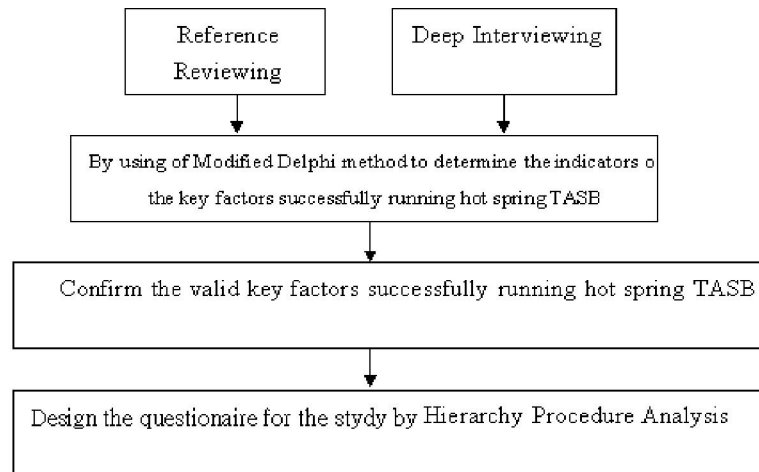 Reference
Reviewing
Deep Interviewing
By using of Modified Delphi method to determine the indicators o
the key factors successfully running hot spring TASB
Confirm the valid key factors successfully running hot spring TASB
Design the questionaire for the stydy by Hierarchy Procedure Analysis